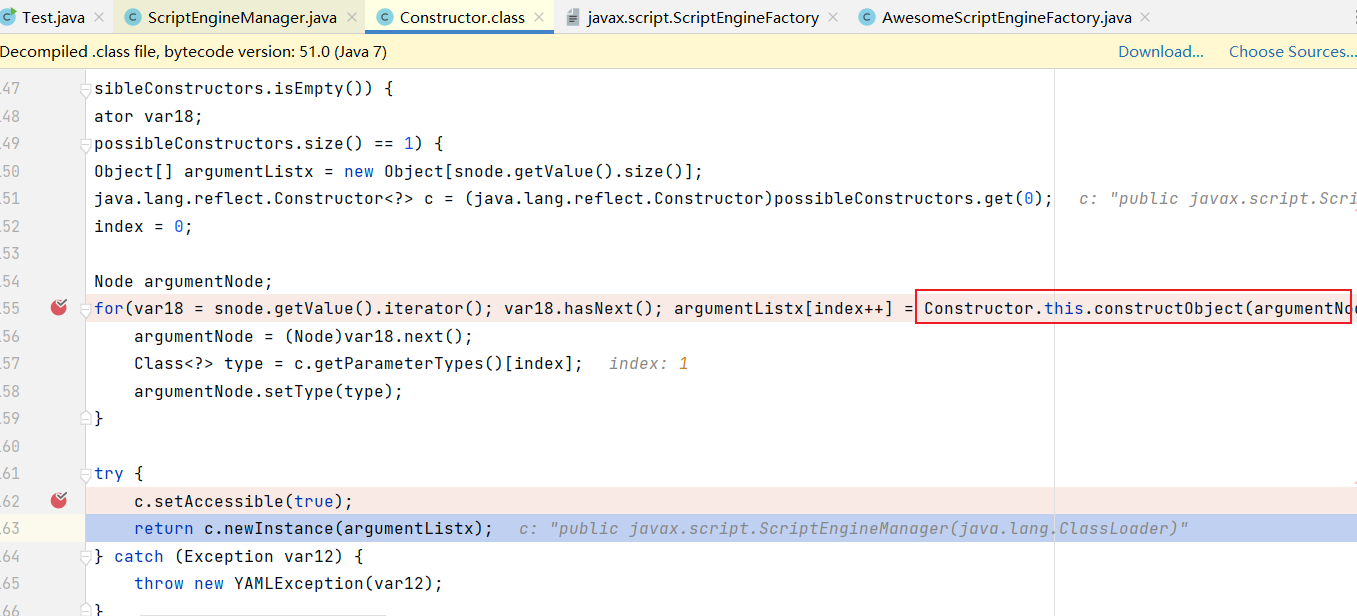 Test.java ScriptEngineManager.java Constructor.class javax.script.ScriptEngineFactory AwesomeScriptEngineFactory.java
Decompiled .class file, bytecode version: 51.0 (Java 7) Download... Choose Sources...
47 sibleConstructors.isEmpty()) {
48 ator var18;
49 possibleConstructors.size() == 1) {
50 Object[] argumentListx = new Object[snode.getValue().size()];
51 java.lang.reflect.Constructor<?> c = (java.lang.reflect.Constructor)possibleConstructors.get(0); c: "public javax.script.Scri
52 index = 0;
53
54 Node argumentNode;
55 for(var18 = snode.getValue().iterator(); var18.hasNext(); argumentListx[index++] = Constructor.this.constructObject(argumentNo
56 argumentNode = (Node)var18.next();
57 Class<?> type = c.getParameterTypes()[index]; index: 1
58 argumentNode.setType(type);
59 }
60
61 try {
62 c.setAccessible(true);
63 return c.newInstance(argumentListx); c: "public javax.script.ScriptEngineManager(java.lang.ClassLoader)"
64 } catch (Exception var12) {
65 throw new YAMLException(var12);
66 }